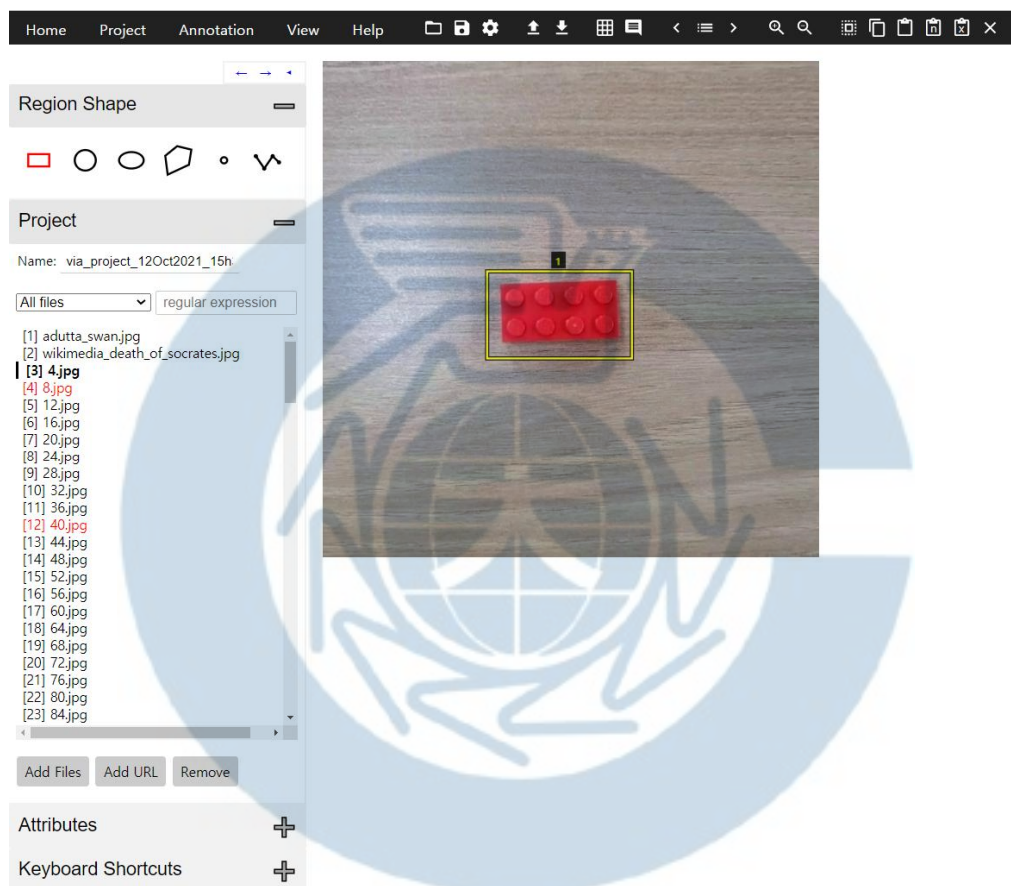 Home Project Annotation View Help
Region Shape
Project
Name: via_project_12Oct2021_15h
All files regular expression
[1] adutta_swan.jpg
[2] wikimedia_death_of_socrates.jpg
[3] 4.jpg
[4] 8.jpg
[5] 12.jpg
[6] 16.jpg
[7] 20.jpg
[8] 24.jpg
[9] 28.jpg
[10] 32.jpg
[11] 36.jpg
[12] 40.jpg
[13] 44.jpg
[14] 48.jpg
[15] 52.jpg
[16] 56.jpg
[17] 60.jpg
[18] 64.jpg
[19] 68.jpg
[20] 72.jpg
[21] 76.jpg
[22] 80.jpg
[23] 84.jpg
Add Files Add URL Remove
Attributes
Keyboard Shortcuts
1